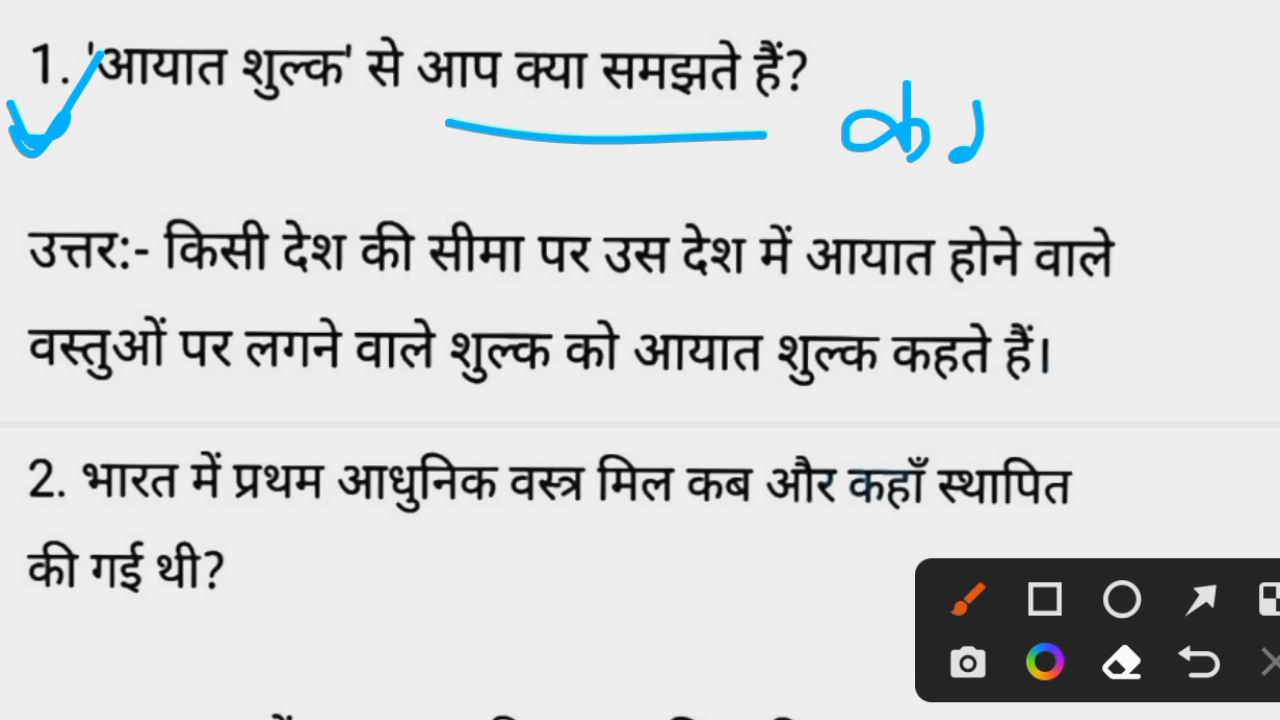 1. 'आयात शुल्क' से आप क्या समझते हैं?
उत्तर:- किसी देश की सीमा पर उस देश में आयात होने वाले
वस्तुओं पर लगने वाले शुल्क को आयात शुल्क कहते हैं।
2. भारत में प्रथम आधुनिक वस्त्र मिल कब और कहाँ स्थापित
की गई थी?